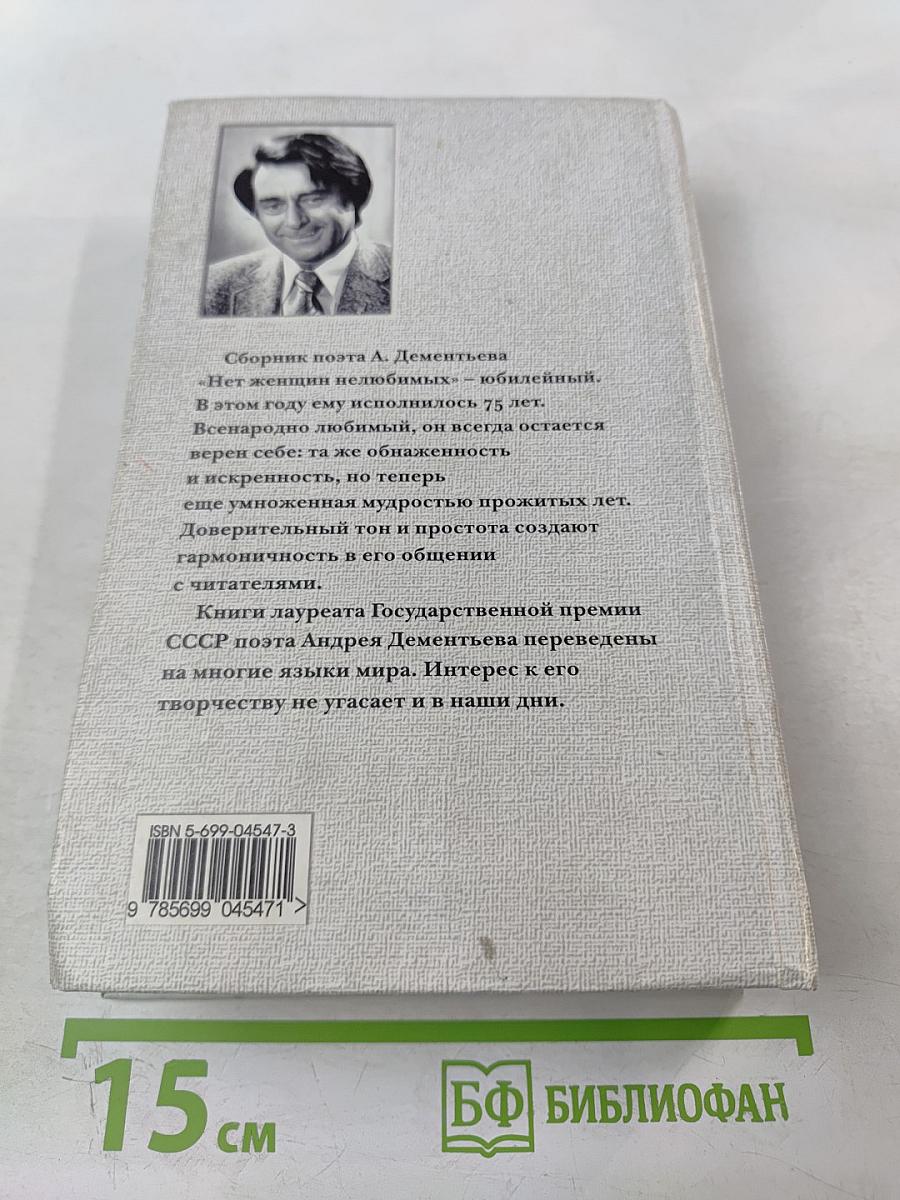 Сборник поэта А. Дементьева
«Нет женщин нелюбимых» – юбилейный.
В этом году ему исполнилось 75 лет.
Всенародно любимый, он всегда остается
верен себе: та же обнаженность
и искренность, но теперь
еще умноженная мудростью прожитых лет.
Доверительный тон и простота создают
гармоничность в его общении
с читателями.
Книги лауреата Государственной премии
СССР поэта Андрея Дементьева переведены
на многие языки мира. Интерес к его
творчеству не угасает и в наши дни.
ISBN 5-699-04547-3
9 785699 045471 >
15 см
БФ БИБЛИОФАН